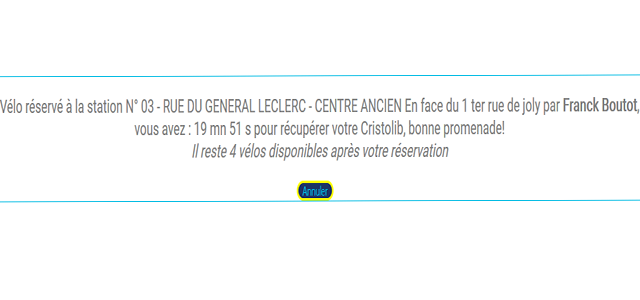 Vélo réservé à la station N° 03 - RUE DU GENERAL LECLERC - CENTRE ANCIEN En face du 1 ter rue de joly par Franck Boutot,
vous avez : 19 mn 51 s pour récupérer votre Cristolib, bonne promenade!
Il reste 4 vélos disponibles après votre réservation
Annuler